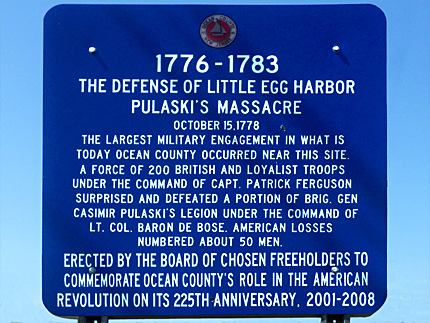 1776-1783
THE DEFENSE OF LITTLE EGG HARBOR
PULASKI'S MASSACRE
OCTOBER 15,1778
THE LARGEST MILITARY ENGAGEMENT IN WHAT IS
TODAY OCEAN COUNTY OCCURRED NEAR THIS SITE.
A FORCE OF 200 BRITISH AND LOYALIST TROOPS
UNDER THE COMMAND OF CAPT. PATRICK FERGUSON
SURPRISED AND DEFEATED A PORTION OF BRIG. GEN
CASIMIR PULASKI'S LEGION UNDER THE COMMAND OF
LT. COL. BARON DE BOSE. AMERICAN LOSSES
NUMBERED ABOUT 50 MEN.
ERECTED BY THE BOARD OF CHOSEN FREEHOLDERS TO
COMMEMORATE OCEAN COUNTY'S ROLE IN THE AMERICAN
REVOLUTION ON ITS 225TH ANNIVERSARY, 2001-2008